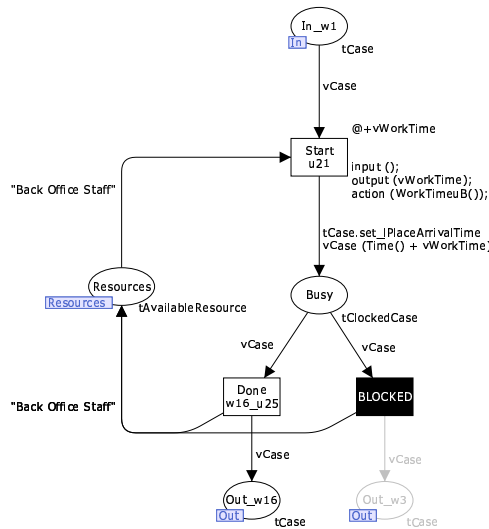 In_w1
In
tCase
vCase
@+vWorkTime
Start
u21
input ();
output (vWorkTime);
action (WorkTimeuB());
"Back Office Staff"
tCase.set_lPlaceArrivalTime
vCase (Time() + vWorkTime)
Resources
Resources
tAvailableResource
Busy
tClockedCase
vCase
vCase
Done
w16_u25
BLOCKED
"Back Office Staff"
vCase
vCase
Out_w16
Out
tCase
Out_w3
Out
tCase